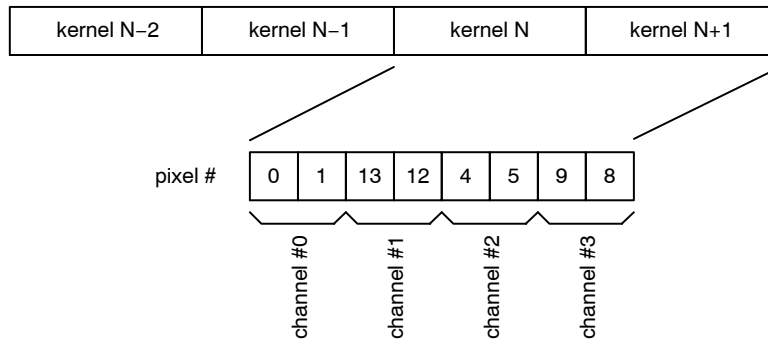 kernel N−2 kernel N−1 kernel N kernel N+1
pixel # 0 1 13 12 4 5 9 8
channel #0 channel #1 channel #2 channel #3